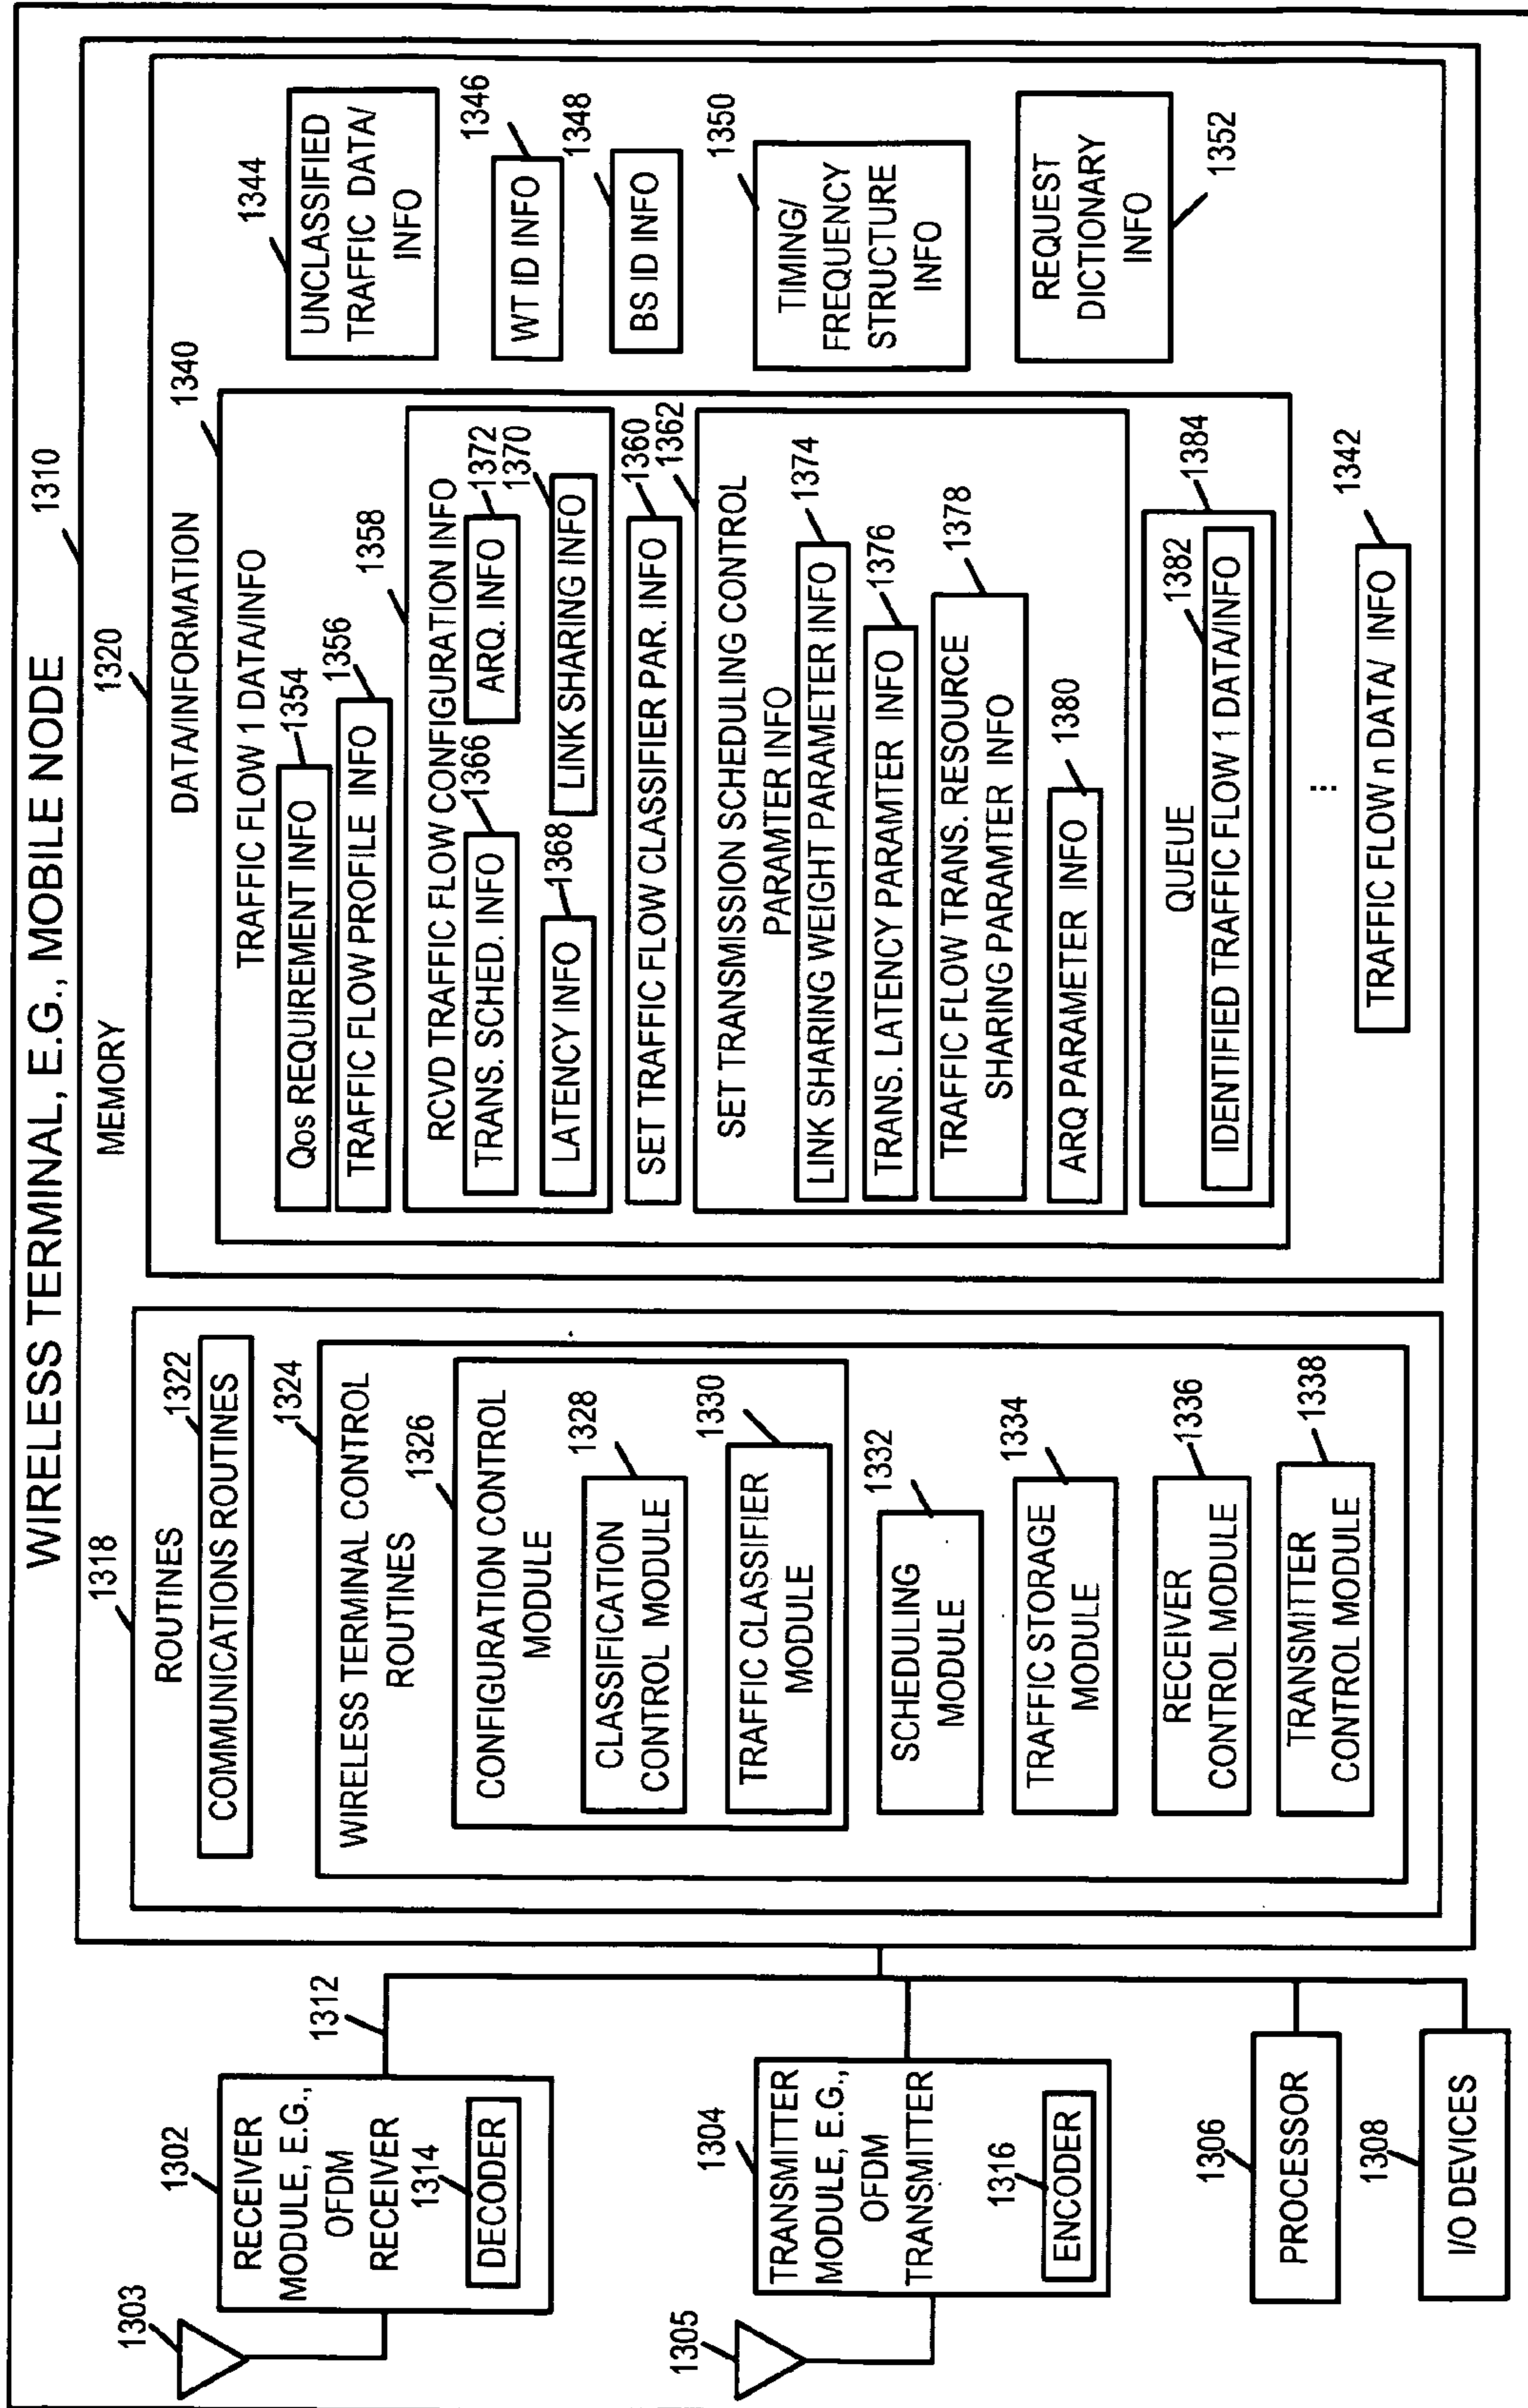 WIRELESS TERMINAL, E.G., MOBILE NODE
1310
1303
1302
RECEIVER
MODULE, E.G.,
OFDM
RECEIVER
1314
DECODER
1312
1305
1304
TRANSMITTER
MODULE, E.G.,
OFDM
TRANSMITTER
1316
ENCODER
1306
PROCESSOR
1308
I/O DEVICES
MEMORY
1318
ROUTINES
1322
COMMUNICATIONS ROUTINES
1324
WIRELESS TERMINAL CONTROL
ROUTINES
1326
CONFIGURATION CONTROL
MODULE
1328
CLASSIFICATION
CONTROL MODULE
1330
TRAFFIC CLASSIFIER
MODULE
1332
SCHEDULING
MODULE
1334
TRAFFIC STORAGE
MODULE
1336
RECEIVER
CONTROL MODULE
1338
TRANSMITTER
CONTROL MODULE
1320
DATA/INFORMATION
1340
TRAFFIC FLOW 1 DATA/INFO
1354
Qos REQUIREMENT INFO
1356
TRAFFIC FLOW PROFILE INFO
1358
RCVD TRAFFIC FLOW CONFIGURATION INFO
1366
TRANS. SCHED. INFO
1372
ARQ. INFO
1368
LATENCY INFO
1370
LINK SHARING INFO
1360
SET TRAFFIC FLOW CLASSIFIER PAR. INFO
1362
SET TRANSMISSION SCHEDULING CONTROL
PARAMTER INFO
1374
LINK SHARING WEIGHT PARAMETER INFO
1376
TRANS. LATENCY PARAMTER INFO
1378
TRAFFIC FLOW TRANS. RESOURCE
SHARING PARAMTER INFO
1380
ARQ PARAMETER INFO
1384
QUEUE
1382
IDENTIFIED TRAFFIC FLOW 1 DATA/INFO
...
1342
TRAFFIC FLOW n DATA/ INFO
1344
UNCLASSIFIED
TRAFFIC DATA/
INFO
1346
WT ID INFO
1348
BS ID INFO
1350
TIMING/
FREQUENCY
STRUCTURE
INFO
REQUEST
DICTIONARY
INFO
1352